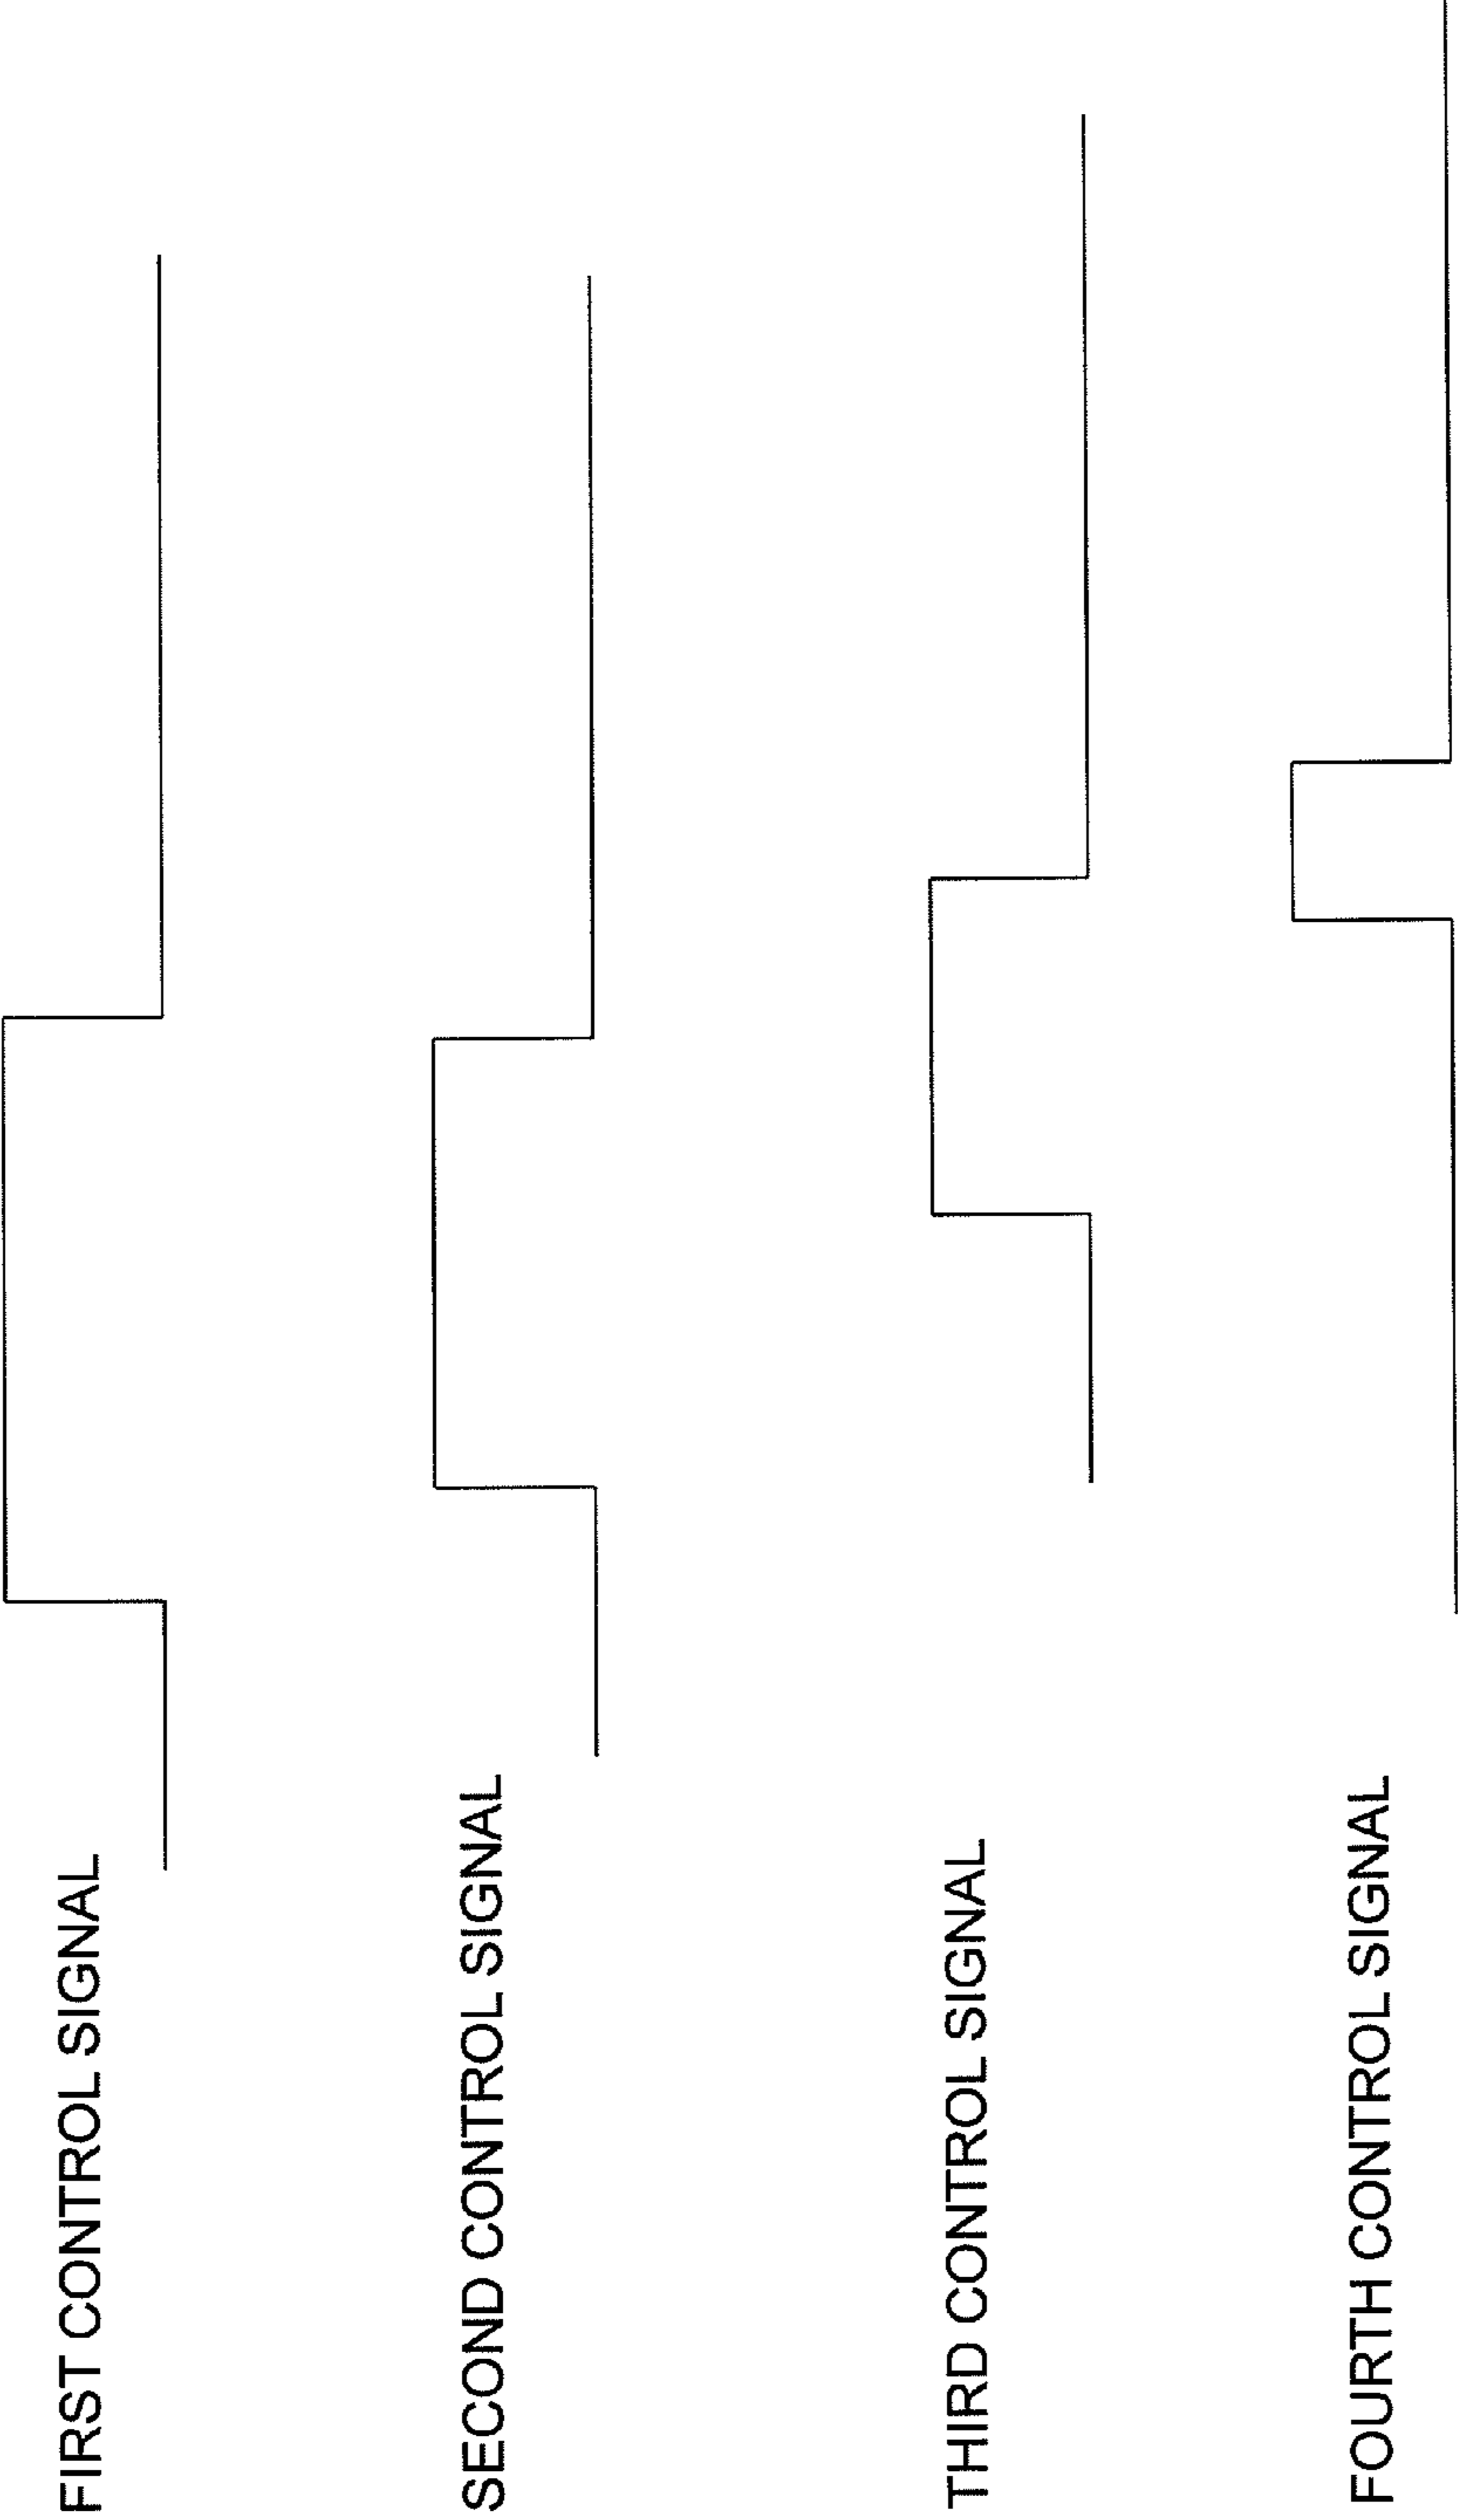 FIRST CONTROL SIGNAL
SECOND CONTROL SIGNAL
THIRD CONTROL SIGNAL
FOURTH CONTROL SIGNAL